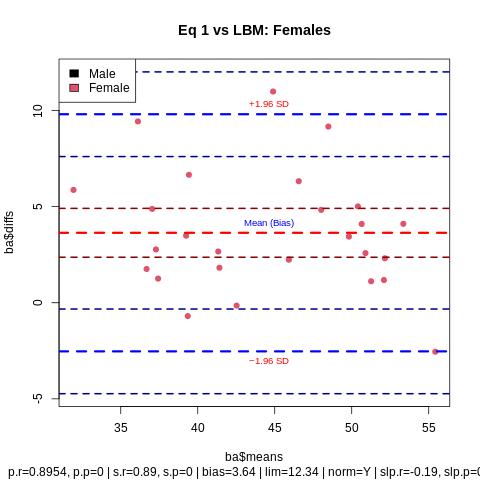 Eq 1 vs LBM: Females
Male
Female
+1.96 SD
Mean (Bias)
−1.96 SD
10
5
0
-5
ba$diffs
35
40
45
50
55
ba$means
p.r=0.8954, p.p=0 | s.r=0.89, s.p=0 | bias=3.64 | lim=12.34 | norm=Y | slp.r=-0.19, slp.p=0